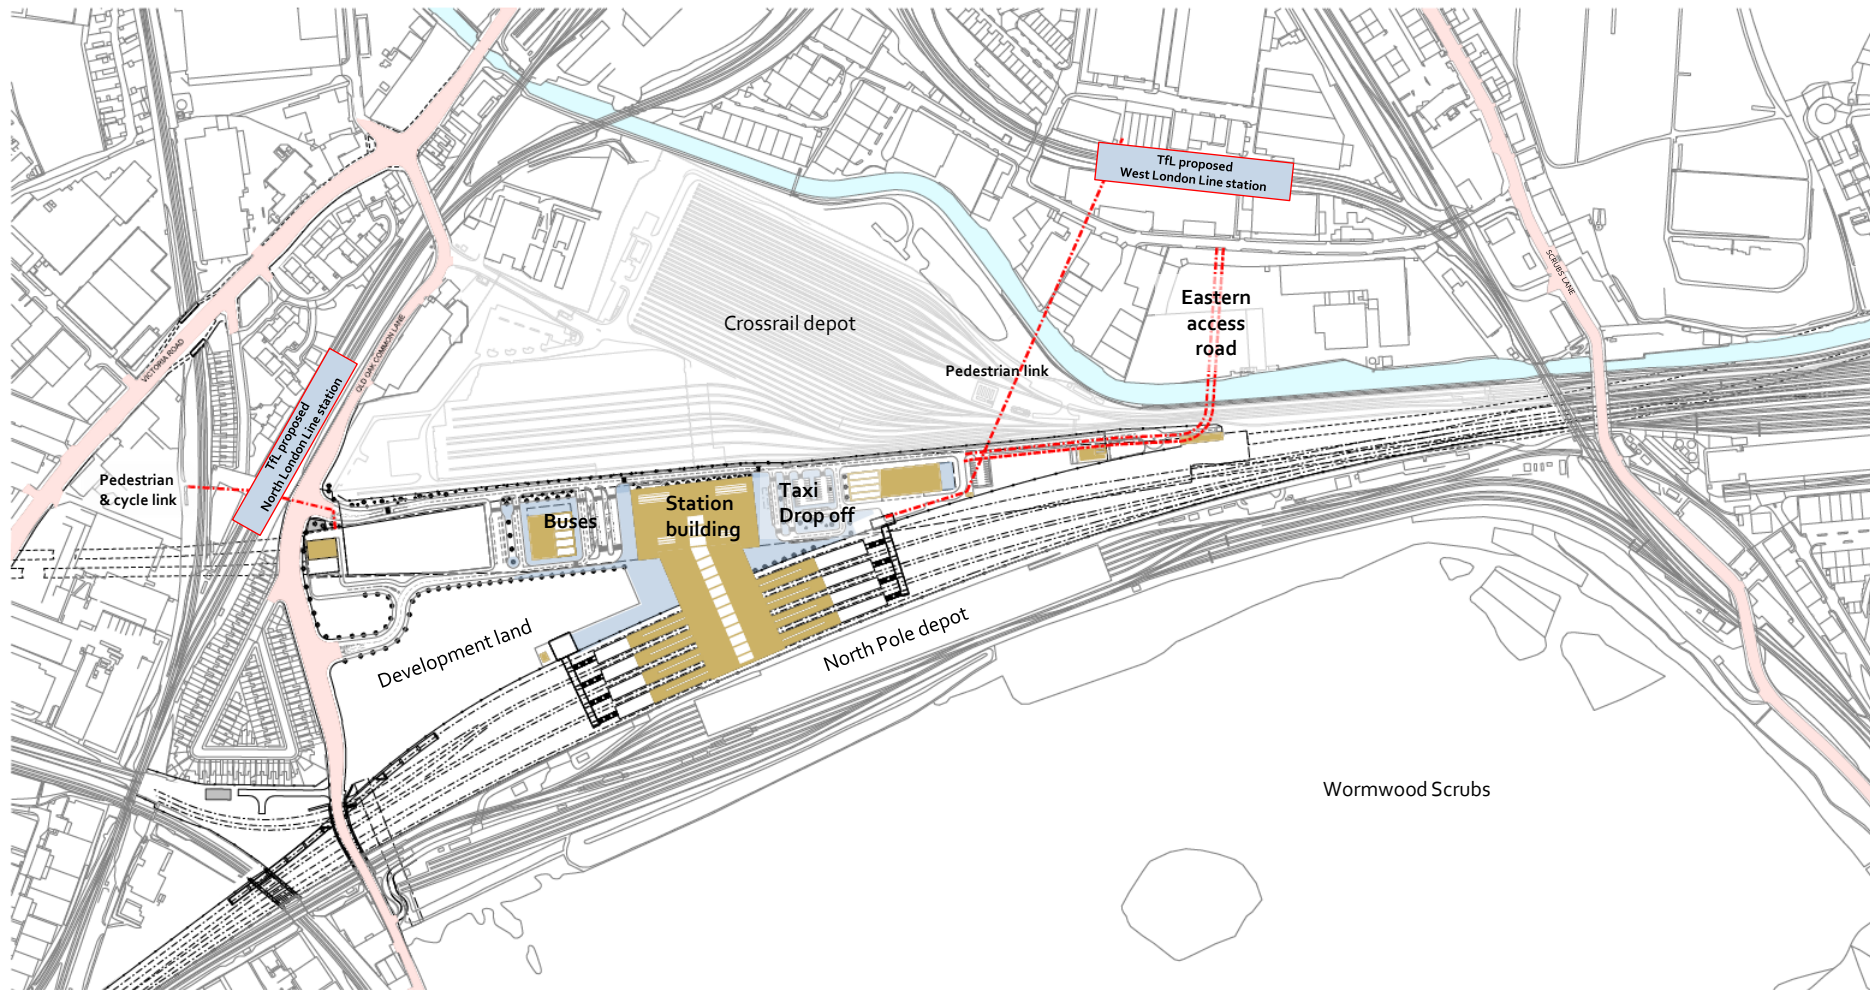 TfL proposed
West London Line station
SCRUBS LANE
Eastern
access
road
Crossrail depot
VICTORIA ROAD
OLD OAK COMMON LANE
Pedestrian link
TfL proposed
North London Line station
Pedestrian
& cycle link
Buses
Station
building
Taxi
Drop off
Development land
North Pole depot
Wormwood Scrubs